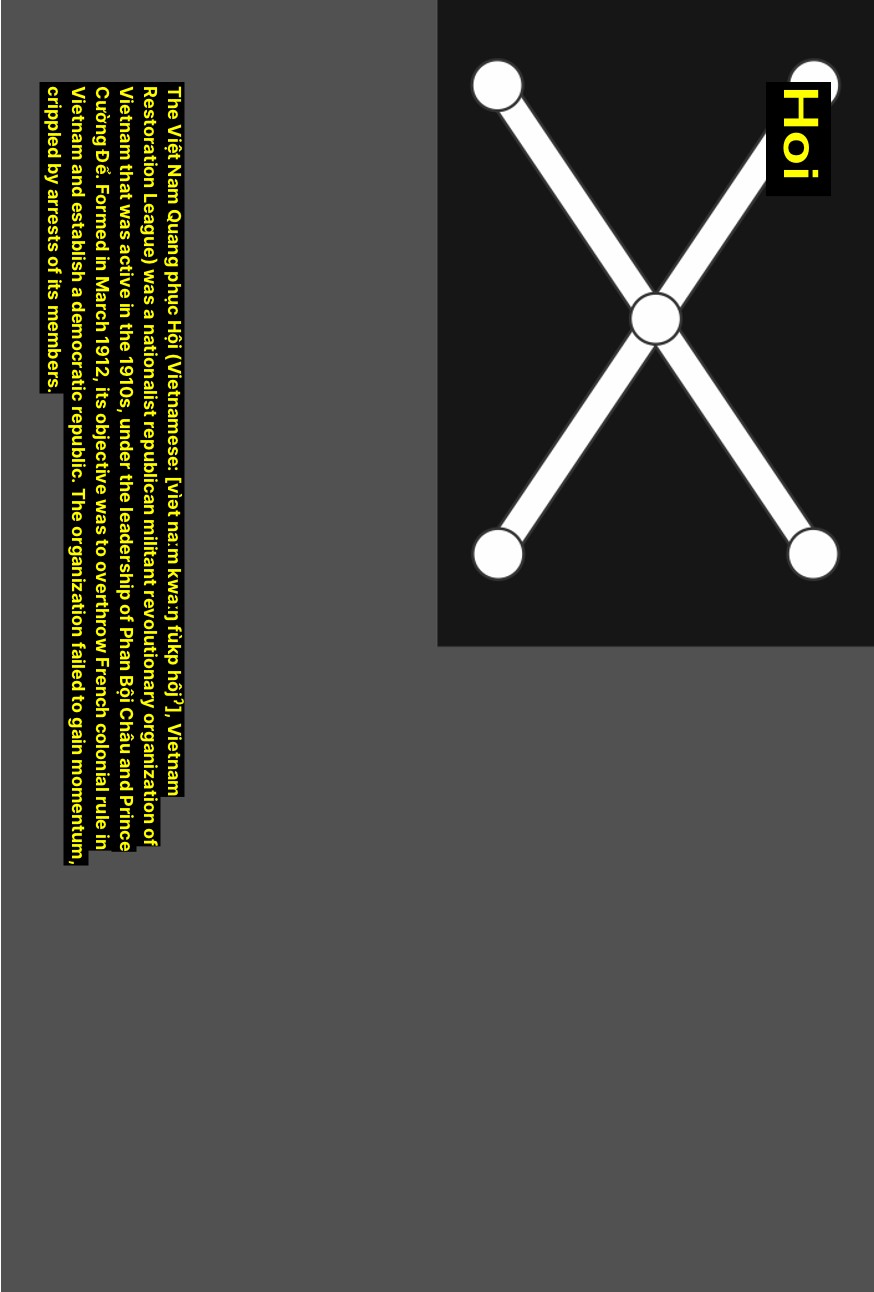 Hoi
The Việt Nam Quang phục Hội (Vietnamese: [vìət naːm kwaːŋ fùkp hôjˀ], Vietnam
Restoration League) was a nationalist republican militant revolutionary organization of
Vietnam that was active in the 1910s, under the leadership of Phan Bội Châu and Prince
Cường Để. Formed in March 1912, its objective was to overthrow French colonial rule in
Vietnam and establish a democratic republic. The organization failed to gain momentum,
crippled by arrests of its members.